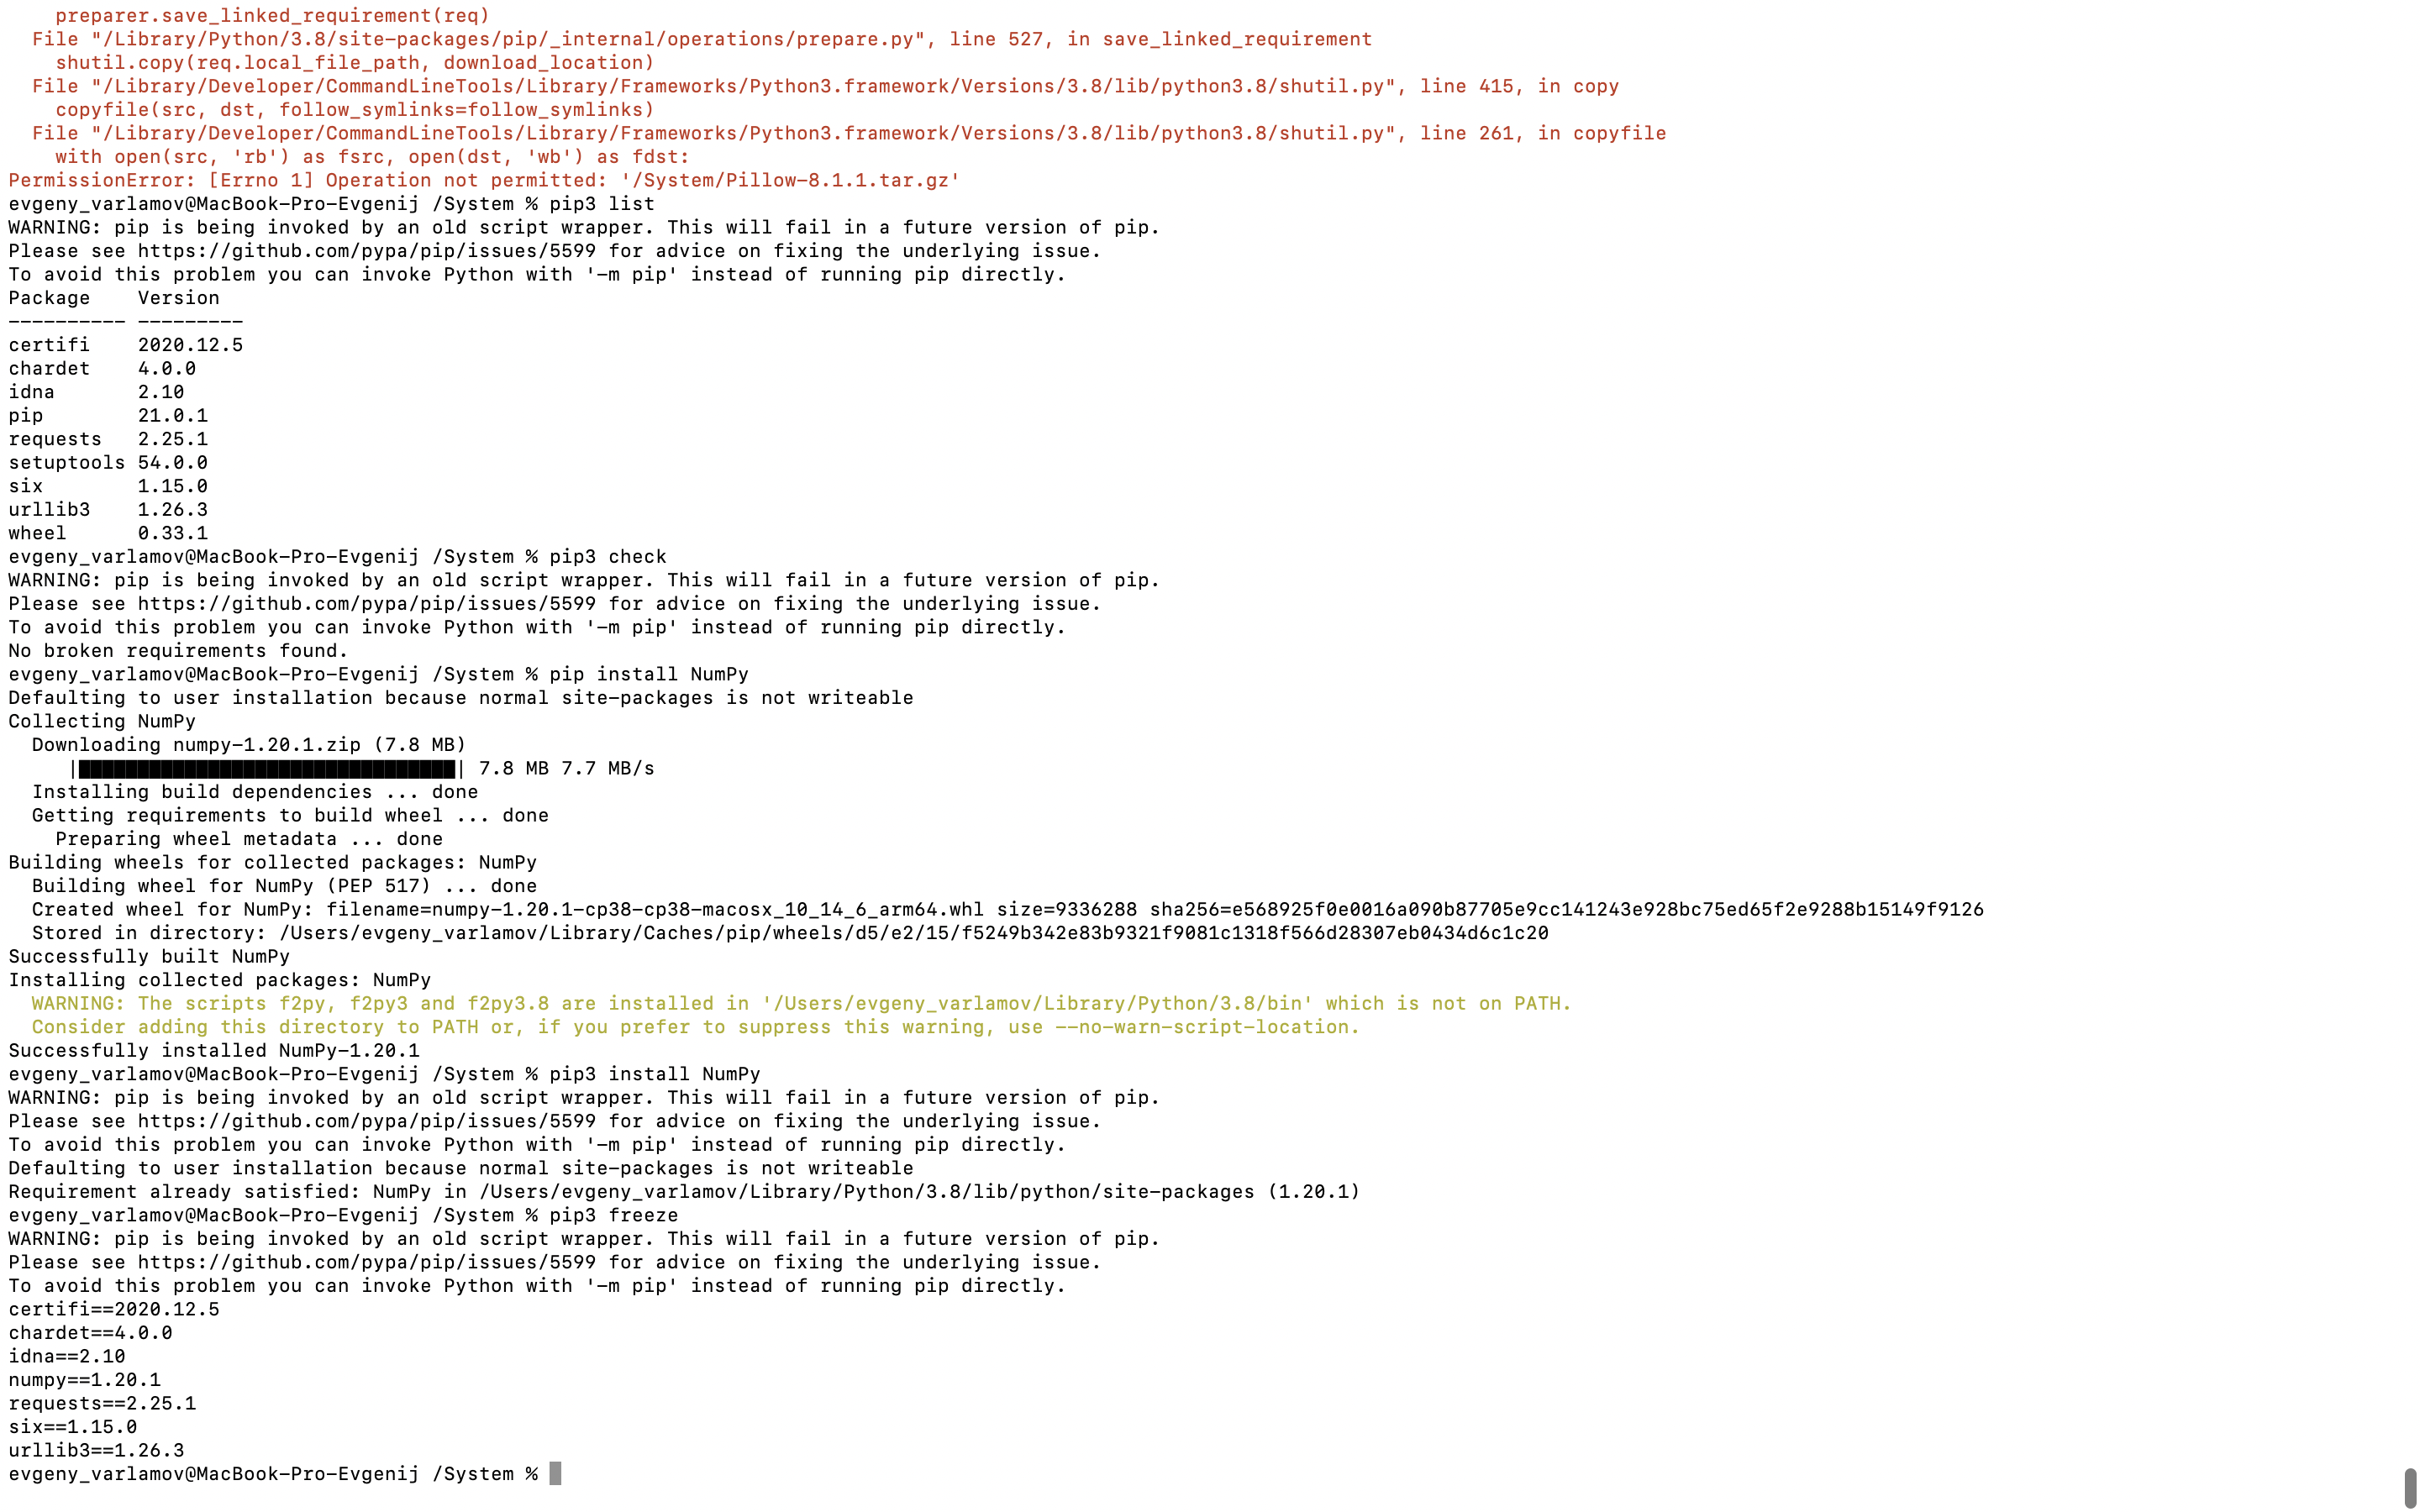 preparer.save_linked_requirement(req)
File "/Library/Python/3.8/site-packages/pip/_internal/operations/prepare.py", line 527, in save_linked_requirement
shutil.copy(req.local_file_path, download_location)
File "/Library/Developer/CommandLineTools/Library/Frameworks/Python3.framework/Versions/3.8/lib/python3.8/shutil.py", line 415, in copy
copyfile(src, dst, follow_symlinks=follow_symlinks)
File "/Library/Developer/CommandLineTools/Library/Frameworks/Python3.framework/Versions/3.8/lib/python3.8/shutil.py", line 261, in copyfile
with open(src, 'rb') as fsrc, open(dst, 'wb') as fdst:
PermissionError: [Errno 1] Operation not permitted: '/System/Pillow-8.1.1.tar.gz'
evgeny_varlamov@MacBook-Pro-Evgenij /System % pip3 list
WARNING: pip is being invoked by an old script wrapper. This will fail in a future version of pip.
Please see https://github.com/pypa/pip/issues/5599 for advice on fixing the underlying issue.
To avoid this problem you can invoke Python with '-m pip' instead of running pip directly.
Package    Version
---------- ---------
certifi    2020.12.5
chardet    4.0.0
idna       2.10
pip        21.0.1
requests   2.25.1
setuptools 54.0.0
six        1.15.0
urllib3    1.26.3
wheel      0.33.1
evgeny_varlamov@MacBook-Pro-Evgenij /System % pip3 check
WARNING: pip is being invoked by an old script wrapper. This will fail in a future version of pip.
Please see https://github.com/pypa/pip/issues/5599 for advice on fixing the underlying issue.
To avoid this problem you can invoke Python with '-m pip' instead of running pip directly.
No broken requirements found.
evgeny_varlamov@MacBook-Pro-Evgenij /System % pip install NumPy
Defaulting to user installation because normal site-packages is not writeable
Collecting NumPy
Downloading numpy-1.20.1.zip (7.8 MB)
|████████████████████████████████| 7.8 MB 7.7 MB/s
Installing build dependencies ... done
Getting requirements to build wheel ... done
Preparing wheel metadata ... done
Building wheels for collected packages: NumPy
Building wheel for NumPy (PEP 517) ... done
Created wheel for NumPy: filename=numpy-1.20.1-cp38-cp38-macosx_10_14_6_arm64.whl size=9336288 sha256=e568925f0e0016a090b87705e9cc141243e928bc75ed65f2e9288b15149f9126
Stored in directory: /Users/evgeny_varlamov/Library/Caches/pip/wheels/d5/e2/15/f5249b342e83b9321f9081c1318f566d28307eb0434d6c1c20
Successfully built NumPy
Installing collected packages: NumPy
WARNING: The scripts f2py, f2py3 and f2py3.8 are installed in '/Users/evgeny_varlamov/Library/Python/3.8/bin' which is not on PATH.
Consider adding this directory to PATH or, if you prefer to suppress this warning, use --no-warn-script-location.
Successfully installed NumPy-1.20.1
evgeny_varlamov@MacBook-Pro-Evgenij /System % pip3 install NumPy
WARNING: pip is being invoked by an old script wrapper. This will fail in a future version of pip.
Please see https://github.com/pypa/pip/issues/5599 for advice on fixing the underlying issue.
To avoid this problem you can invoke Python with '-m pip' instead of running pip directly.
Defaulting to user installation because normal site-packages is not writeable
Requirement already satisfied: NumPy in /Users/evgeny_varlamov/Library/Python/3.8/lib/python/site-packages (1.20.1)
evgeny_varlamov@MacBook-Pro-Evgenij /System % pip3 freeze
WARNING: pip is being invoked by an old script wrapper. This will fail in a future version of pip.
Please see https://github.com/pypa/pip/issues/5599 for advice on fixing the underlying issue.
To avoid this problem you can invoke Python with '-m pip' instead of running pip directly.
certifi==2020.12.5
chardet==4.0.0
idna==2.10
numpy==1.20.1
requests==2.25.1
six==1.15.0
urllib3==1.26.3
evgeny_varlamov@MacBook-Pro-Evgenij /System %